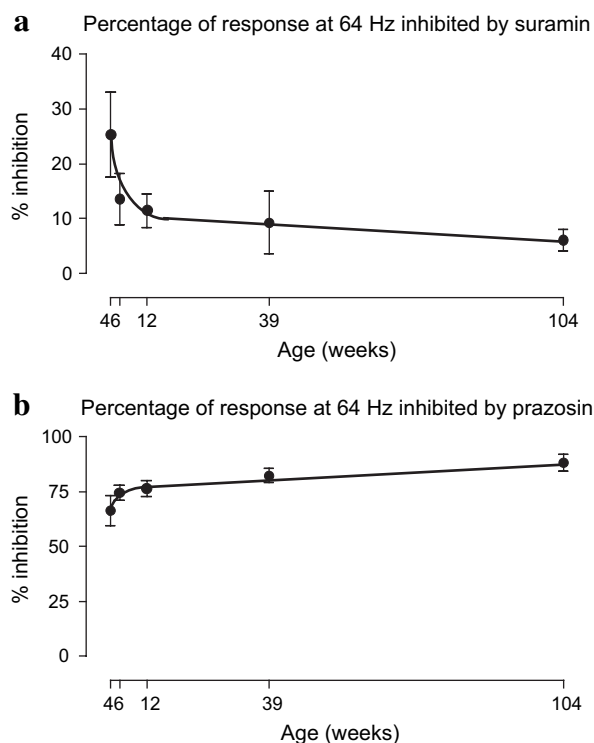 a Percentage of response at 64 Hz inhibited by suramin
40
30
20
10
0
% inhibition
46 12 39 104
Age (weeks)
b Percentage of response at 64 Hz inhibited by prazosin
100
75
50
25
0
% inhibition
46 12 39 104
Age (weeks)